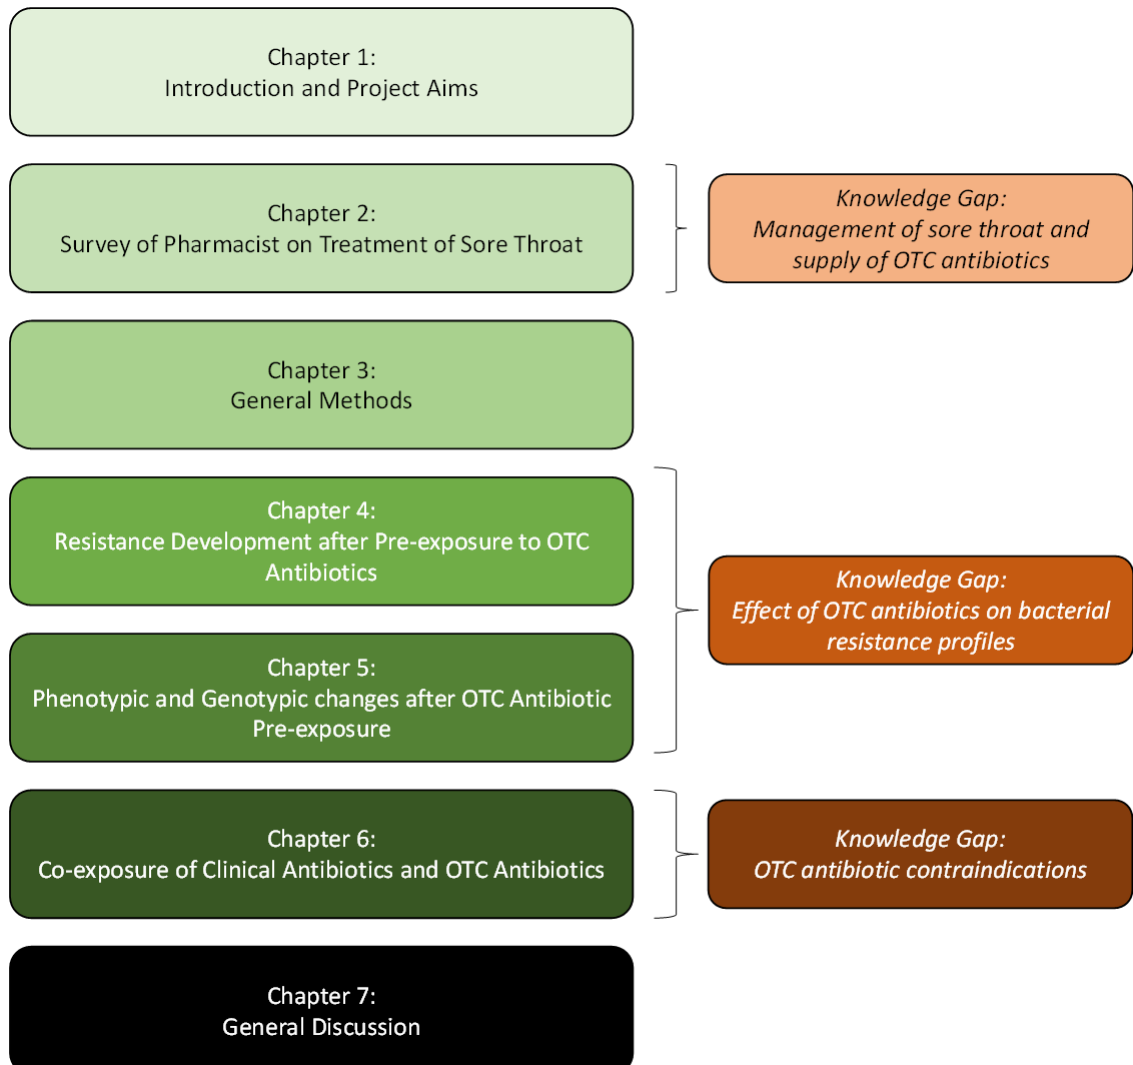 Chapter 1:
Introduction and Project Aims
Chapter 2:
Survey of Pharmacist on Treatment of Sore Throat
Knowledge Gap:
Management of sore throat and
supply of OTC antibiotics
Chapter 3:
General Methods
Chapter 4:
Resistance Development after Pre-exposure to OTC
Antibiotics
Chapter 5:
Phenotypic and Genotypic changes after OTC Antibiotic
Pre-exposure
Knowledge Gap:
Effect of OTC antibiotics on bacterial
resistance profiles
Chapter 6:
Co-exposure of Clinical Antibiotics and OTC Antibiotics
Knowledge Gap:
OTC antibiotic contraindications
Chapter 7:
General Discussion